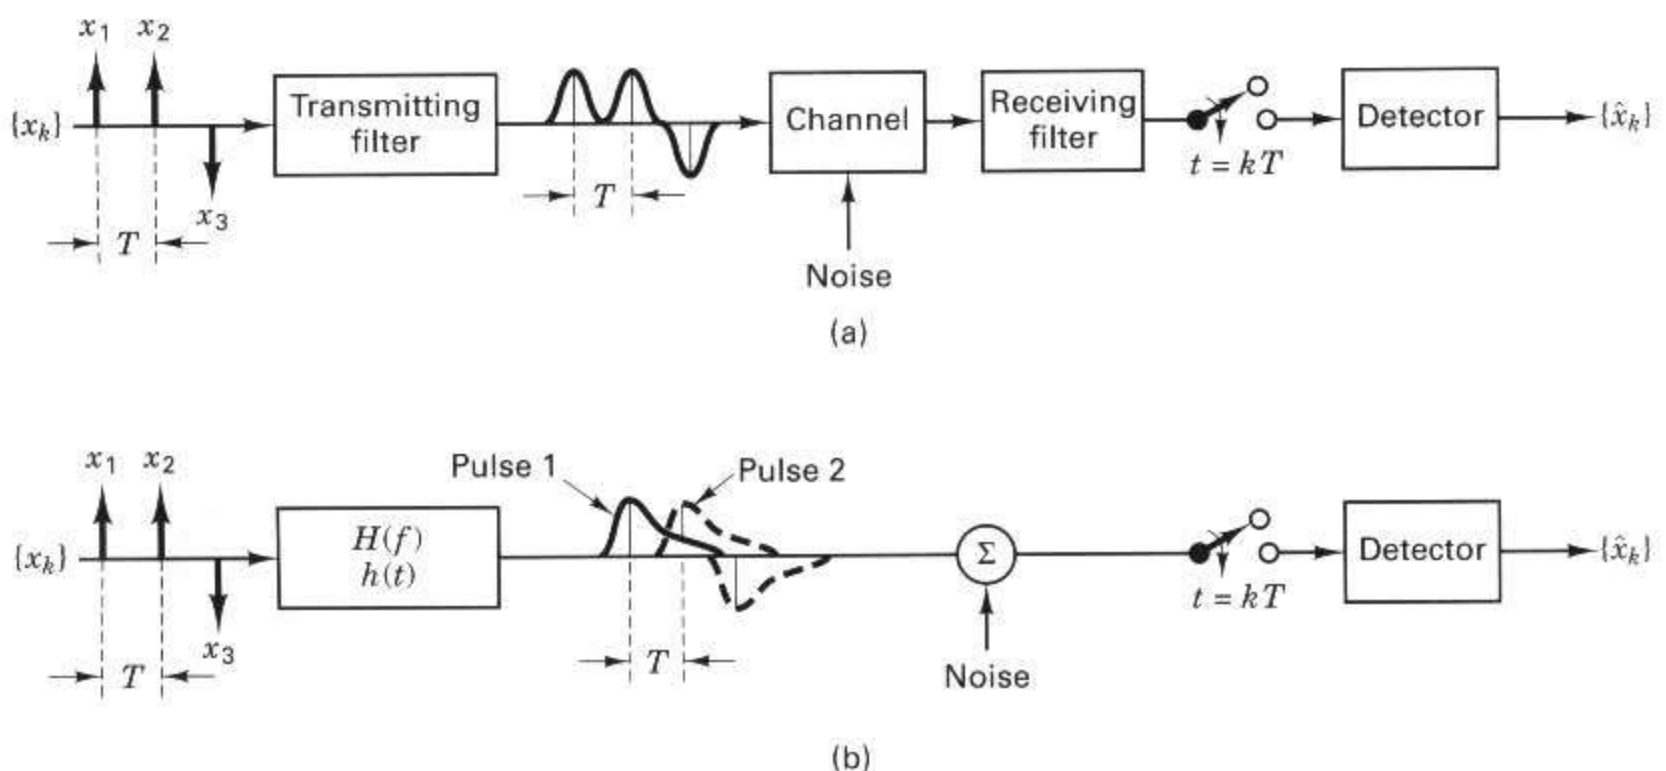 x₁ x₂
{xₖ} Transmitting filter T Channel Receiving filter t = kT Detector {x̂ₖ}
x₃
T
Noise
(a)
x₁ x₂ Pulse 1 Pulse 2
{xₖ} H(f) h(t) Σ t = kT Detector {x̂ₖ}
x₃
T T
Noise
(b)